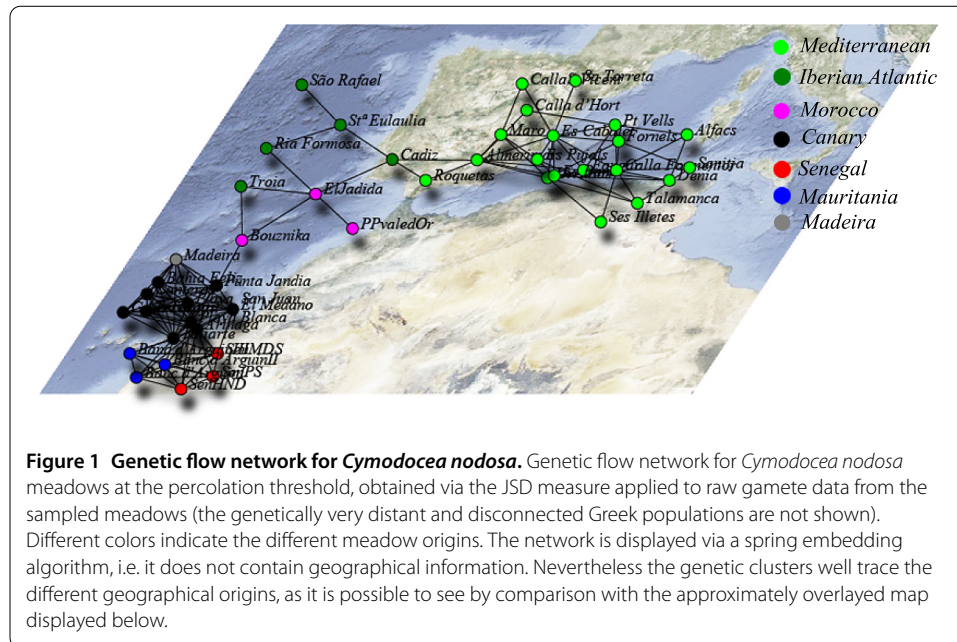 São Rafael
Stª Eulaulia
Ria Formosa
Cadiz
Troia
ElJadida
Roquetas
PPvaledOr
Bouznika
Madeira
Punta Jandia
San Juan
El Medano
Blanca
Arinaga
SenHND
Calla d'Hort
Maro
Es Cabalet
Pt Vells
Fornels
Alfacs
Denia
Talamanca
Ses Illetes
Mediterranean
Iberian Atlantic
Morocco
Canary
Senegal
Mauritania
Madeira
Figure 1 Genetic flow network for Cymodocea nodosa. Genetic flow network for Cymodocea nodosa
meadows at the percolation threshold, obtained via the JSD measure applied to raw gamete data from the
sampled meadows (the genetically very distant and disconnected Greek populations are not shown).
Different colors indicate the different meadow origins. The network is displayed via a spring embedding
algorithm, i.e. it does not contain geographical information. Nevertheless the genetic clusters well trace the
different geographical origins, as it is possible to see by comparison with the approximately overlayed map
displayed below.